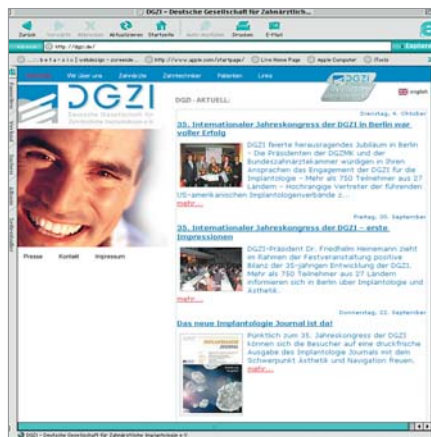 DGZI - Deutsche Gesellschaft für Zahnärztlich...
Zurück
Abbrechen Aktualisieren Startseite
Drucken E-Mail
http://dgzi.de/
http://www.apple.com/startpage/ Live Home Page Apple Computer iTools
Wir über uns Zahnärzte Zahntechniker Patienten Links
DGZI
Deutsche Gesellschaft für
Zahnärztliche Implantologie e.V.
english
DGZI - AKTUELL:
Dienstag, 4. Oktober
35. Internationaler Jahreskongress der DGZI in Berlin war
voller Erfolg
DGZI feierte herausragendes Jubiläum in Berlin
– Die Präsidenten der DGZMK und der
Bundeszahnärztekammer würdigen in ihren
Ansprachen das Engagement der DGZI für die
Implantologie – Mehr als 750 Teilnehmer aus 27
Ländern – Hochrangige Vertreter der führenden
US-amerikanischen Implantologenverbände z...
mehr...
Freitag, 30. September
35. Internationaler Jahreskongress der DGZI – erste
Impressionen
DGZI-Präsident Dr. Friedhelm Heinemann zieht
im Rahmen der Festveranstaltung positive
Bilanz der 35-jährigen Entwicklung der DGZI.
Mehr als 750 Teilnehmer aus 27 Ländern
informieren sich in Berlin über Implantologie und
Ästhetik.
mehr...
Donnerstag, 22. September
Das neue Implantologie Journal ist da!
Pünktlich zum 35. Jahreskongress der DGZI
können sich die Besucher auf eine druckfrische
Ausgabe des Implantologie Journals mit dem
Schwerpunkt Ästhetik und Navigation freuen.
mehr...
Presse Kontakt Impressum
DGZI - Deutsche Gesellschaft für Zahnärztliche Implantologie e.V.